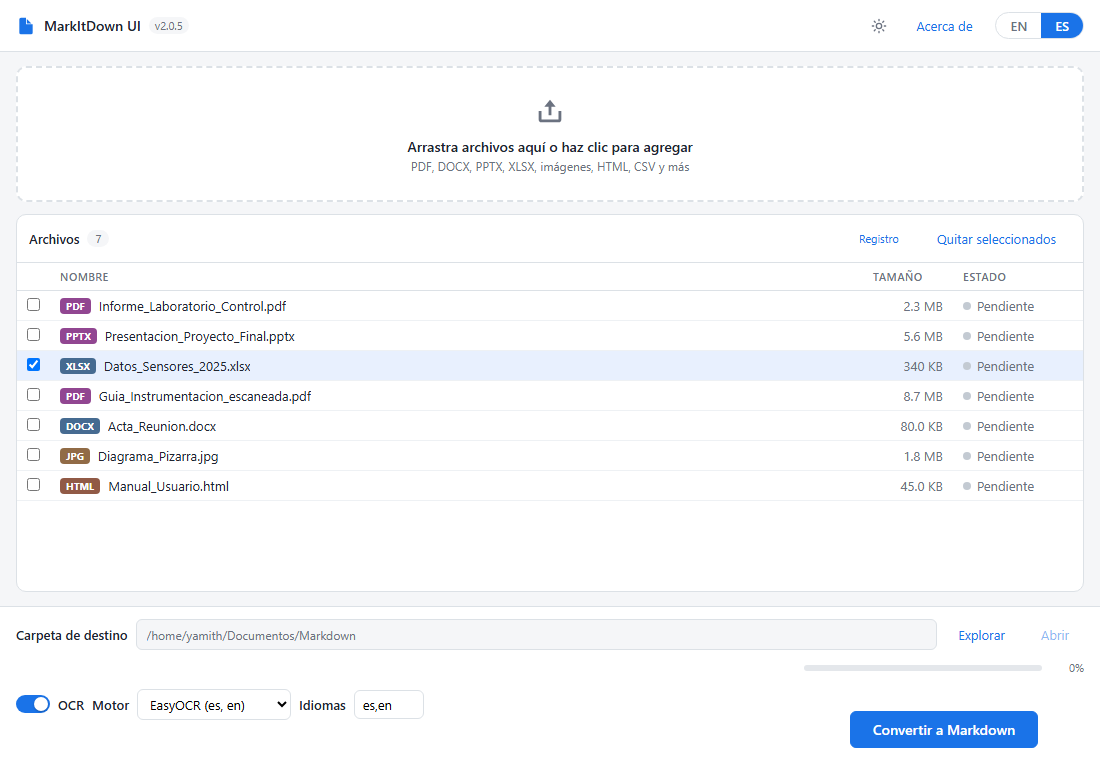 MarkItDown UI v2.0.5 Acerca de EN ES
Arrastra archivos aquí o haz clic para agregar
PDF, DOCX, PPTX, XLSX, imágenes, HTML, CSV y más
Archivos 7 Registro Quitar seleccionados
NOMBRE TAMAÑO ESTADO
PDF Informe_Laboratorio_Control.pdf 2.3 MB Pendiente
PPTX Presentacion_Proyecto_Final.pptx 5.6 MB Pendiente
XLSX Datos_Sensores_2025.xlsx 340 KB Pendiente
PDF Guia_Instrumentacion_escaneada.pdf 8.7 MB Pendiente
DOCX Acta_Reunion.docx 80.0 KB Pendiente
JPG Diagrama_Pizarra.jpg 1.8 MB Pendiente
HTML Manual_Usuario.html 45.0 KB Pendiente
Carpeta de destino /home/yamith/Documentos/Markdown Explorar Abrir
0%
OCR Motor EasyOCR (es, en) Idiomas es,en
Convertir a Markdown